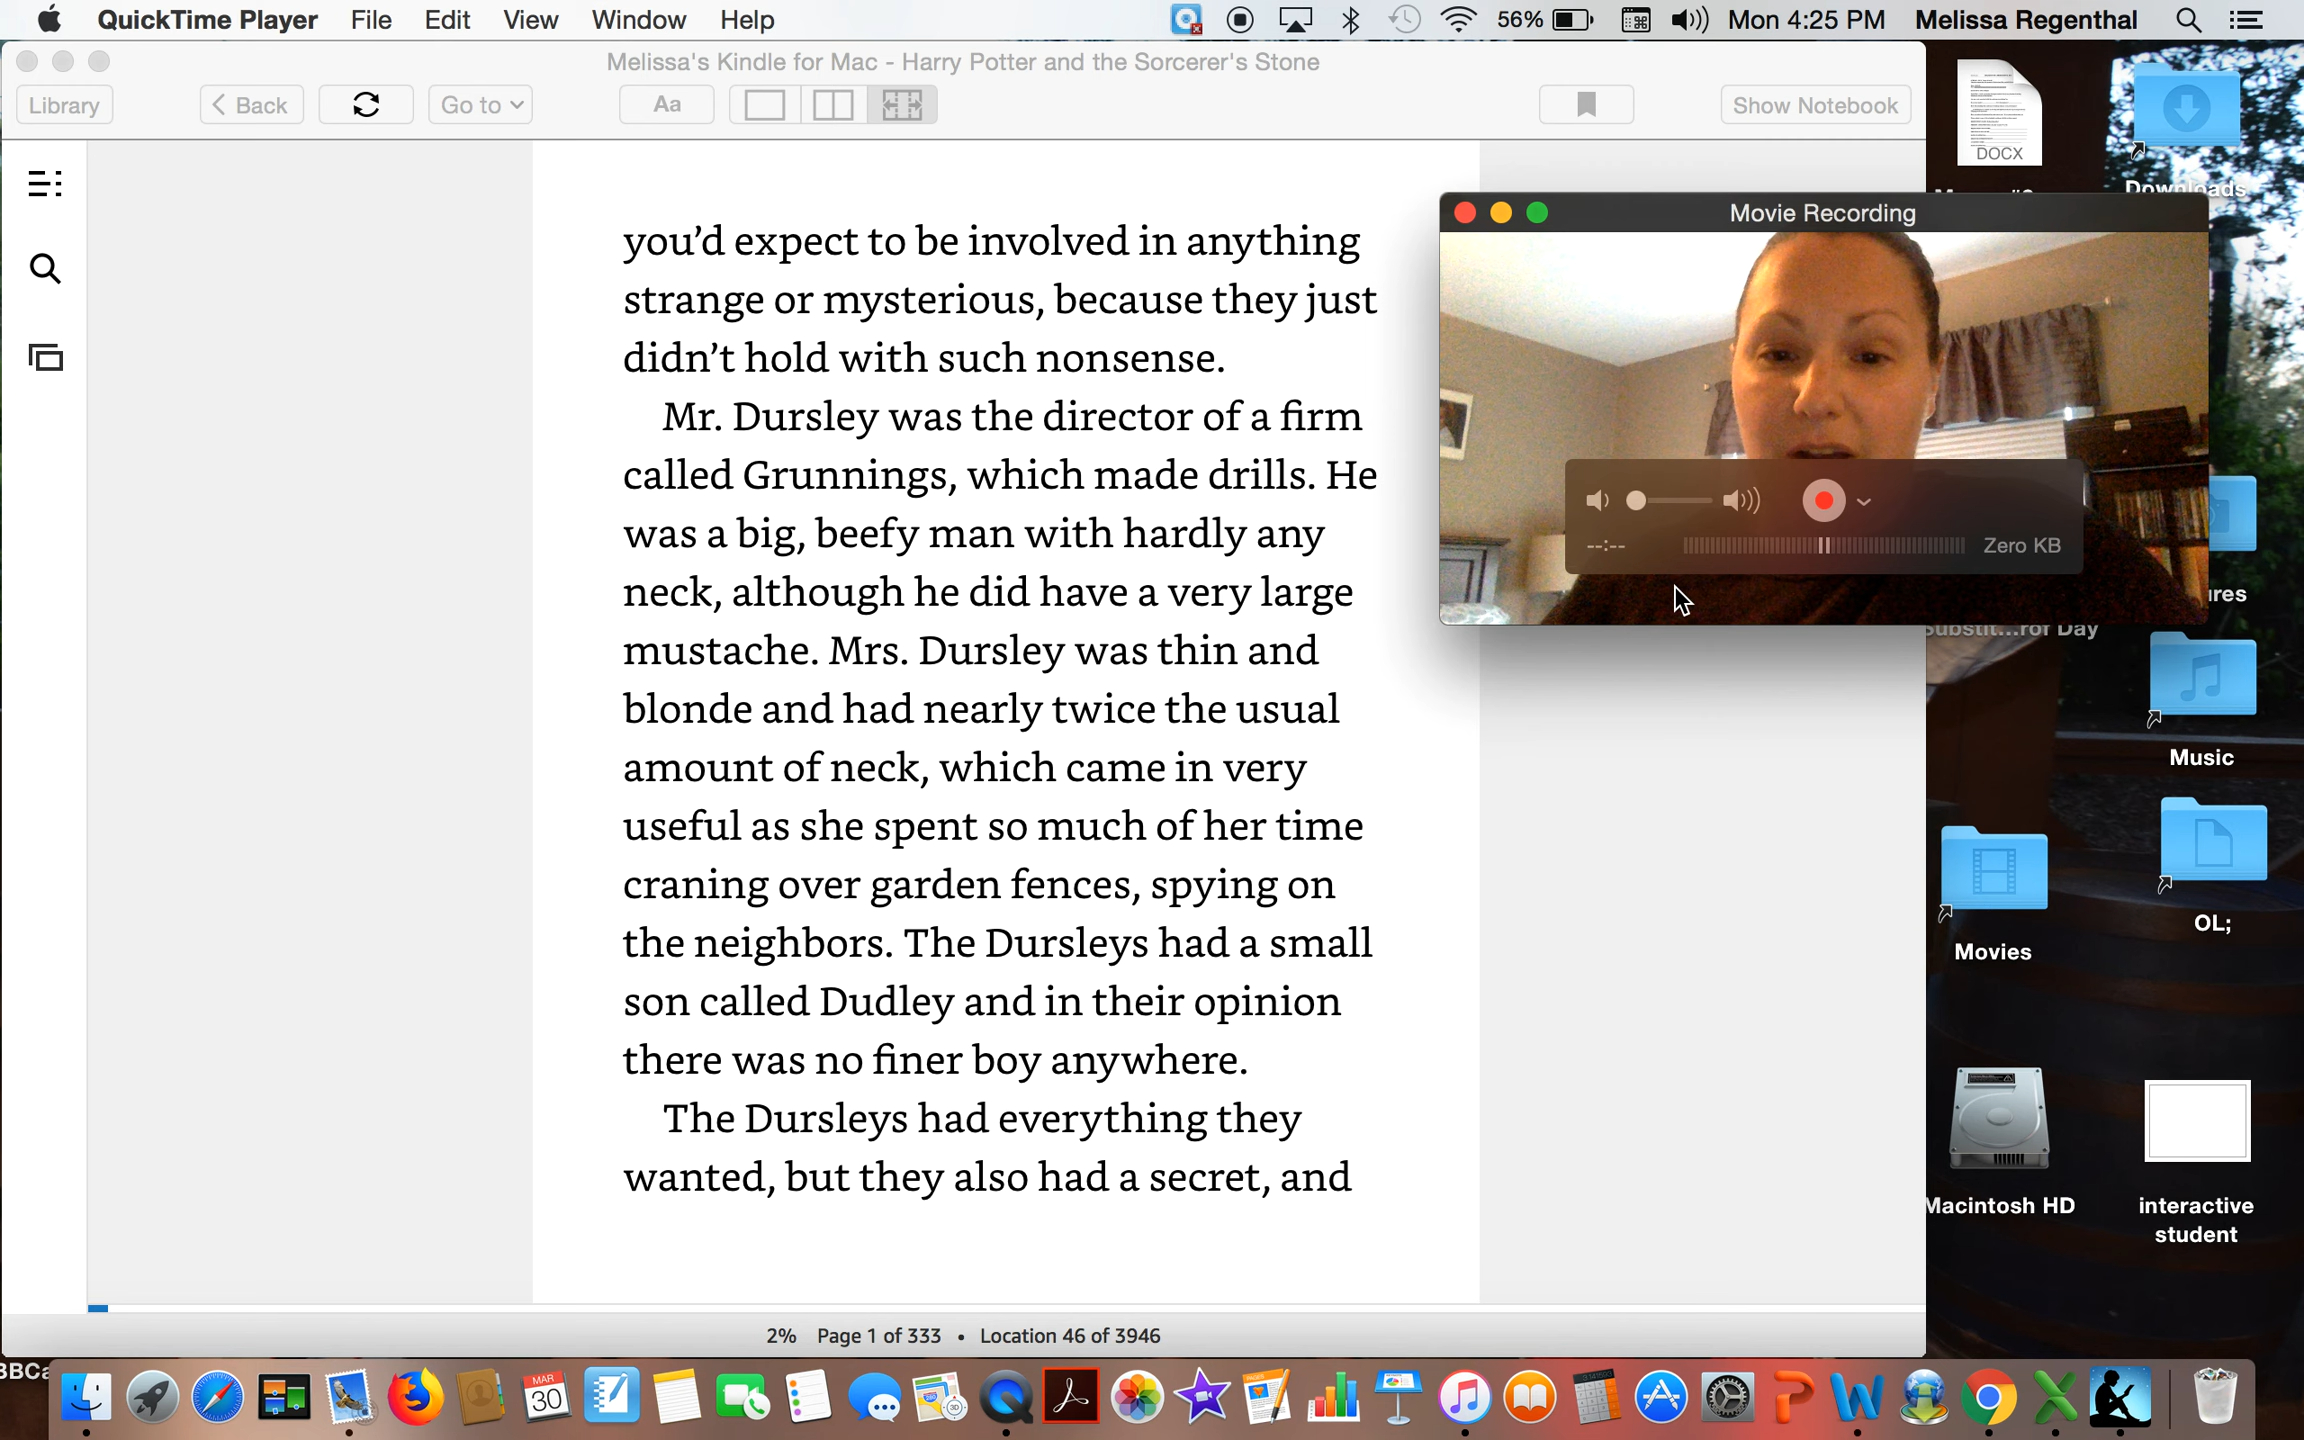 QuickTime Player File Edit View Window Help 56% Mon 4:25 PM Melissa Regenthal
Melissa's Kindle for Mac - Harry Potter and the Sorcerer's Stone
Library Back Go to Aa Show Notebook
you’d expect to be involved in anything
strange or mysterious, because they just
didn’t hold with such nonsense.
Mr. Dursley was the director of a firm
called Grunnings, which made drills. He
was a big, beefy man with hardly any
neck, although he did have a very large
mustache. Mrs. Dursley was thin and
blonde and had nearly twice the usual
amount of neck, which came in very
useful as she spent so much of her time
craning over garden fences, spying on
the neighbors. The Dursleys had a small
son called Dudley and in their opinion
there was no finer boy anywhere.
The Dursleys had everything they
wanted, but they also had a secret, and
2% Page 1 of 333 • Location 46 of 3946
Movie Recording
--:-- Zero KB
DOCX
Downloads
Substit...rof Day
Music
Movies
OL;
Macintosh HD
interactive
student
MAR
30